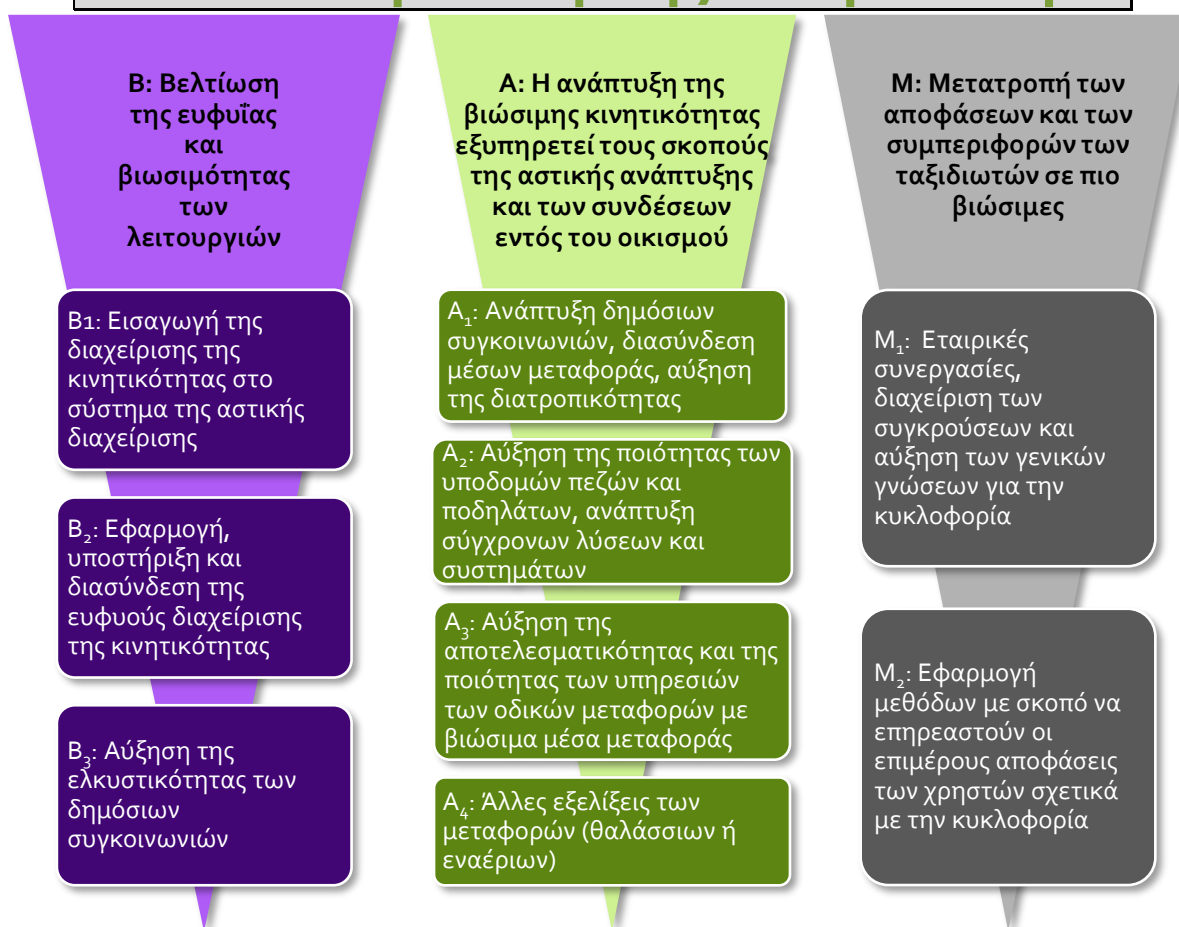 Β: Βελτίωση
της ευφυΐας
και
βιωσιμότητας
των
λειτουργιών
Β1: Εισαγωγή της
διαχείρισης της
κινητικότητας στο
σύστημα της αστικής
διαχείρισης
Β₂: Εφαρμογή,
υποστήριξη και
διασύνδεση της
ευφυούς διαχείρισης
της κινητικότητας
Β₃: Αύξηση της
ελκυστικότητας των
δημόσιων
συγκοινωνιών
Α: Η ανάπτυξη της
βιώσιμης κινητικότητας
εξυπηρετεί τους σκοπούς
της αστικής ανάπτυξης
και των συνδέσεων
εντός του οικισμού
Α₁: Ανάπτυξη δημόσιων
συγκοινωνιών, διασύνδεση
μέσων μεταφοράς, αύξηση
της διατροπικότητας
Α₂: Αύξηση της ποιότητας των
υποδομών πεζών και
ποδηλάτων, ανάπτυξη
σύγχρονων λύσεων και
συστημάτων
Α₃: Αύξηση της
αποτελεσματικότητας και της
ποιότητας των υπηρεσιών
των οδικών μεταφορών με
βιώσιμα μέσα μεταφοράς
Α₄: Άλλες εξελίξεις των
μεταφορών (θαλάσσιων ή
εναέριων)
Μ: Μετατροπή των
αποφάσεων και των
συμπεριφορών των
ταξιδιωτών σε πιο
βιώσιμες
Μ₁: Εταιρικές
συνεργασίες,
διαχείριση των
συγκρούσεων και
αύξηση των γενικών
γνώσεων για την
κυκλοφορία
Μ₂: Εφαρμογή
μεθόδων με σκοπό να
επηρεαστούν οι
επιμέρους αποφάσεις
των χρηστών σχετικά
με την κυκλοφορία